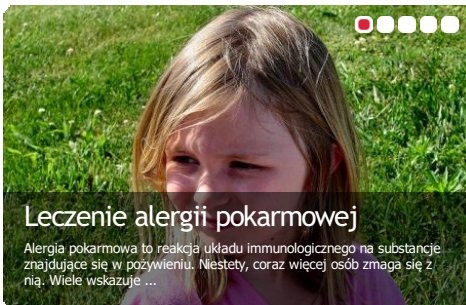 Leczenie alergii pokarmowej
Alergia pokarmowa to reakcja układu immunologicznego na substancje
znajdujące się w pożywieniu. Niestety, coraz więcej osób zmaga się z
nią. Wiele wskazuje ...